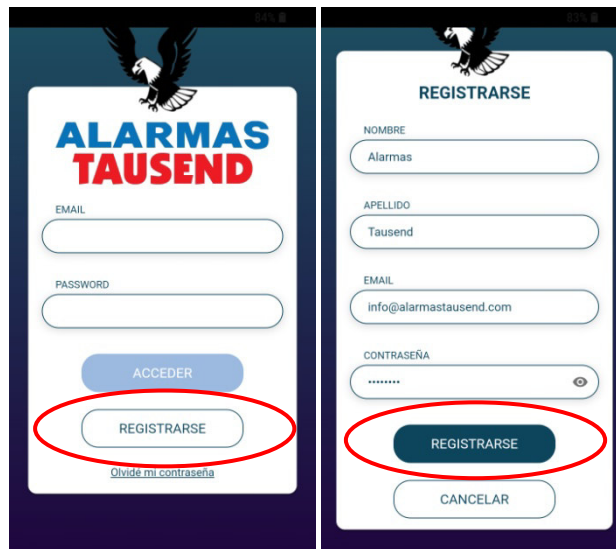 84%
ALARMAS
TAUSEND
EMAIL
PASSWORD
ACCEDER
REGISTRARSE
Olvidé mi contraseña
83%
REGISTRARSE
NOMBRE
Alarmas
APELLIDO
Tausend
EMAIL
info@alarmastausend.com
CONTRASEÑA
........
REGISTRARSE
CANCELAR